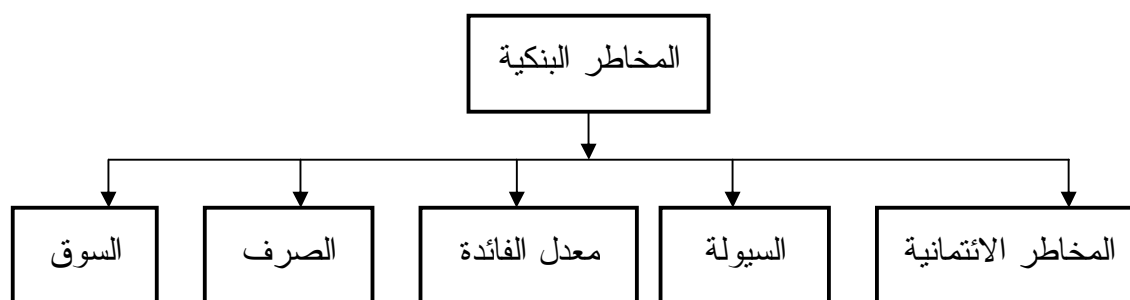 المخاطر البنكية
المخاطر الائتمانية
السيولة
معدل الفائدة
الصرف
السوق